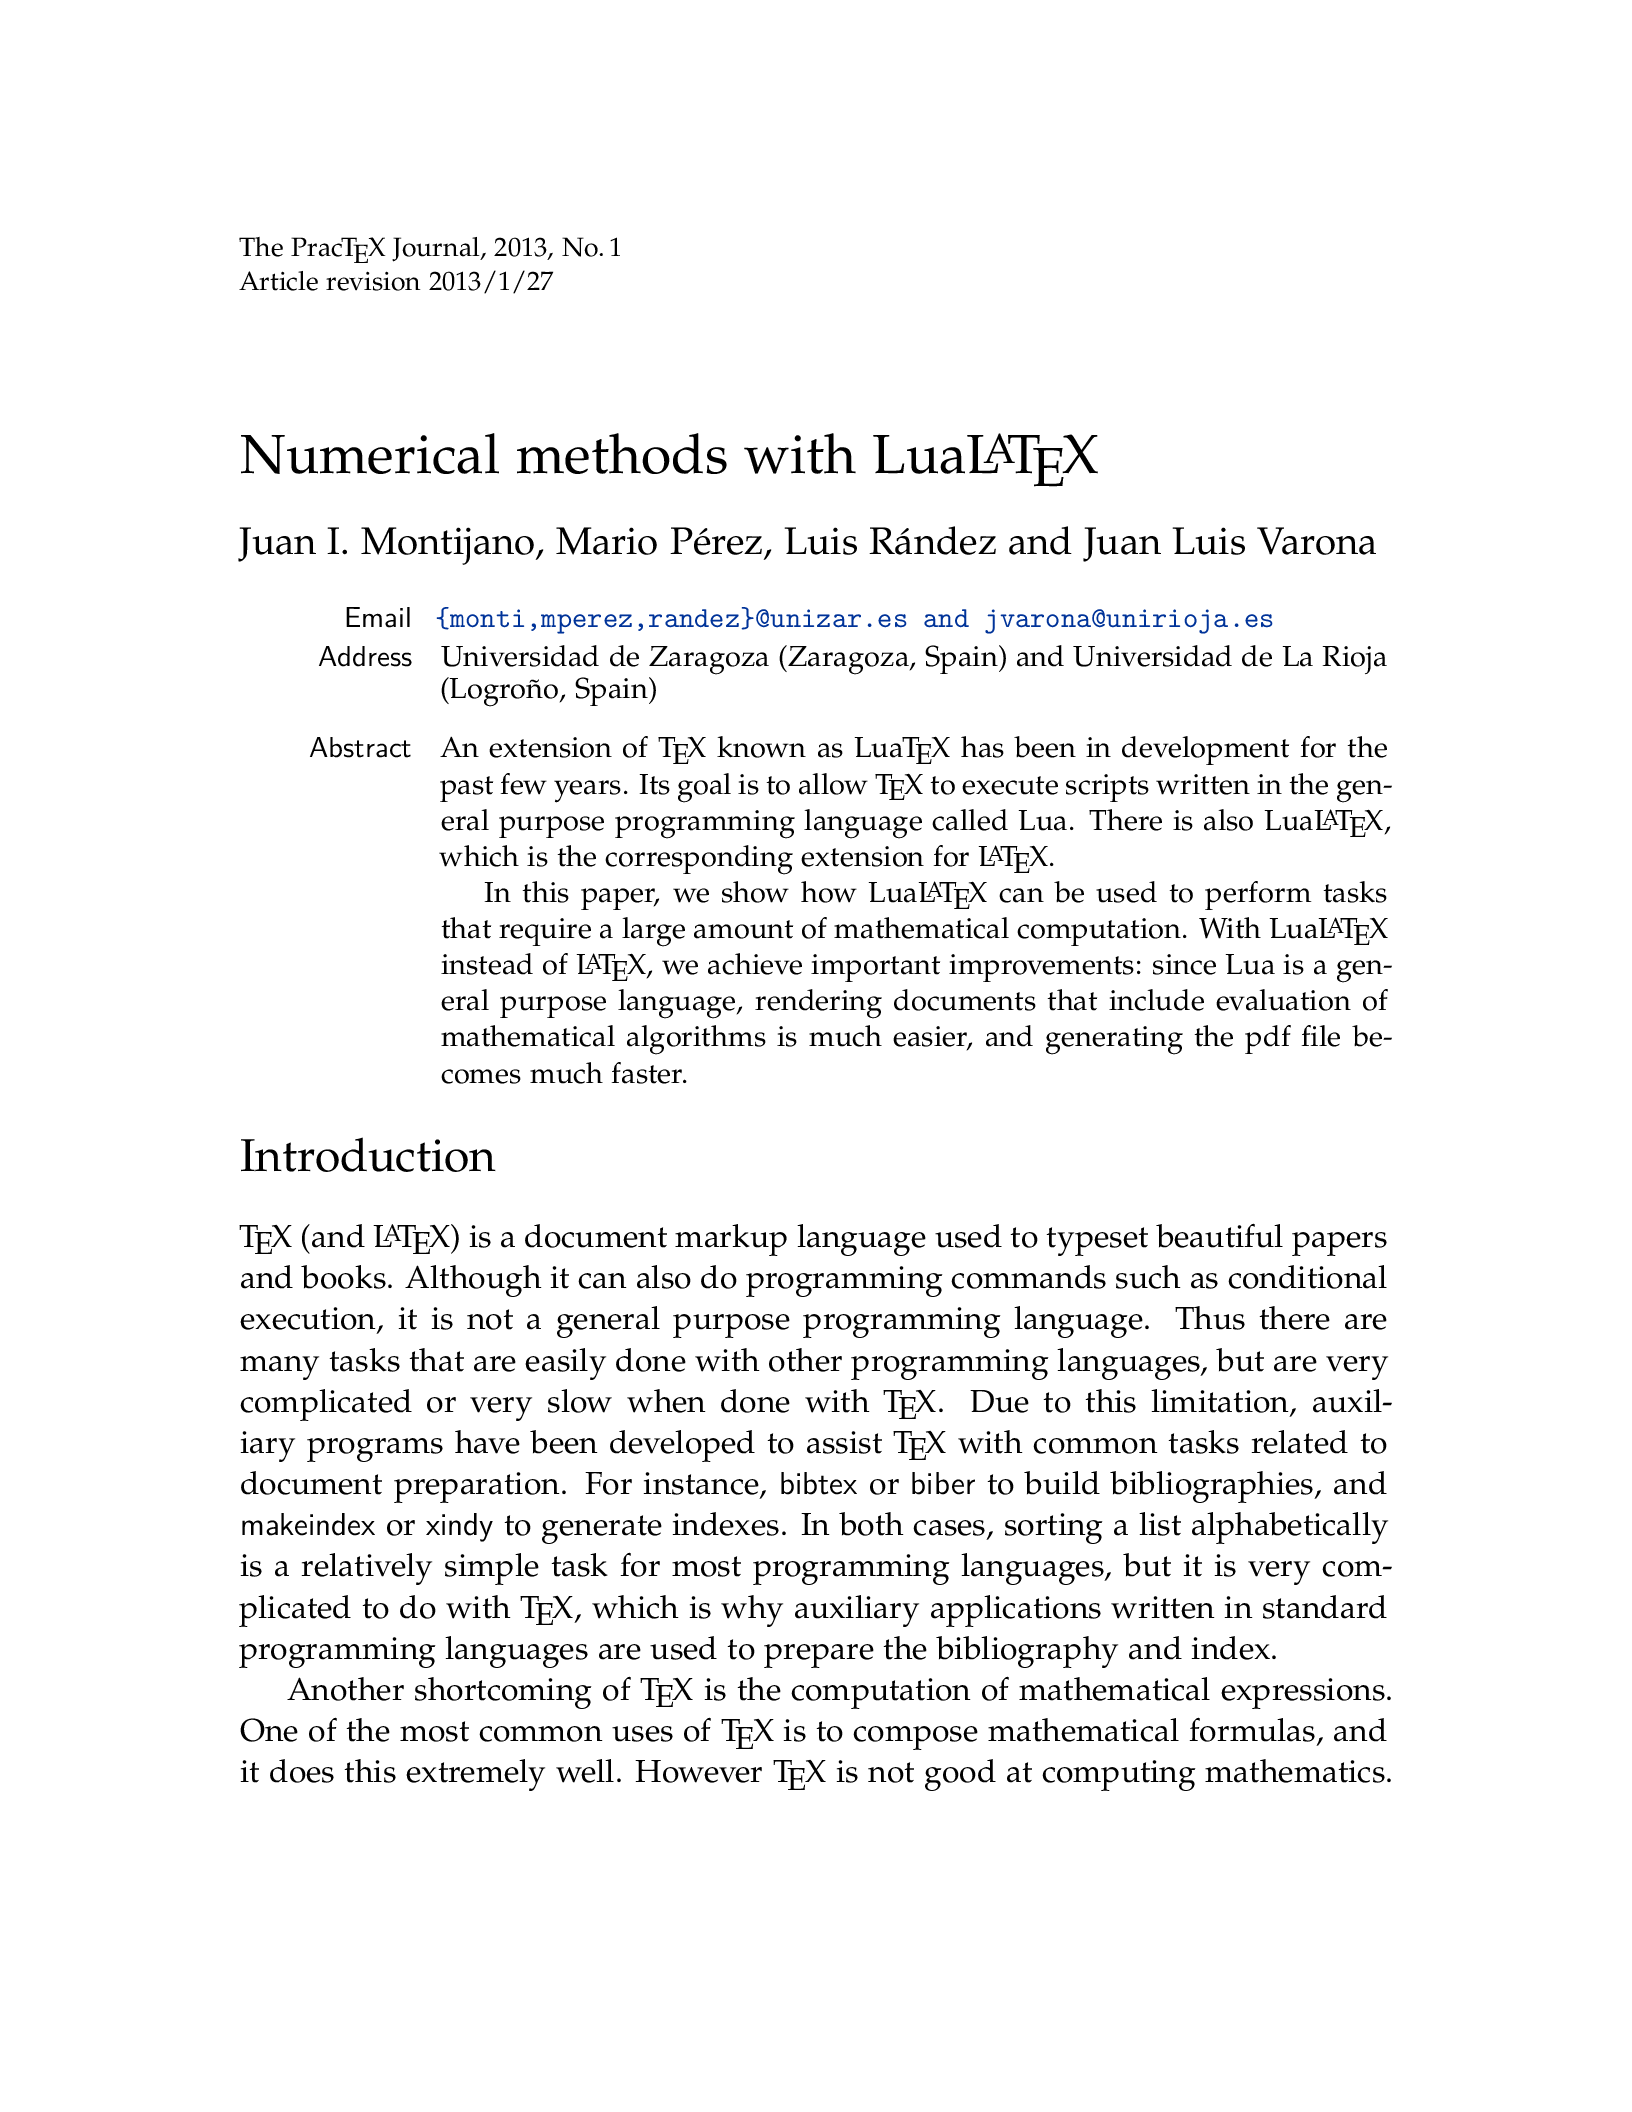 The PracTEX Journal, 2013, No. 1
Article revision 2013/1/27
Numerical methods with LuaLATEX
Juan I. Montijano, Mario Pérez, Luis Rández and Juan Luis Varona
Email {monti,mperez,randez}@unizar.es and jvarona@unirioja.es
Address Universidad de Zaragoza (Zaragoza, Spain) and Universidad de La Rioja
(Logroño, Spain)
Abstract An extension of TEX known as LuaTEX has been in development for the
past few years. Its goal is to allow TEX to execute scripts written in the gen-
eral purpose programming language called Lua. There is also LuaLATEX,
which is the corresponding extension for LATEX.
In this paper, we show how LuaLATEX can be used to perform tasks
that require a large amount of mathematical computation. With LuaLATEX
instead of LATEX, we achieve important improvements: since Lua is a gen-
eral purpose language, rendering documents that include evaluation of
mathematical algorithms is much easier, and generating the pdf file be-
comes much faster.
Introduction
TEX (and LATEX) is a document markup language used to typeset beautiful papers
and books. Although it can also do programming commands such as conditional
execution, it is not a general purpose programming language. Thus there are
many tasks that are easily done with other programming languages, but are very
complicated or very slow when done with TEX. Due to this limitation, auxil-
iary programs have been developed to assist TEX with common tasks related to
document preparation. For instance, bibtex or biber to build bibliographies, and
makeindex or xindy to generate indexes. In both cases, sorting a list alphabetically
is a relatively simple task for most programming languages, but it is very com-
plicated to do with TEX, which is why auxiliary applications written in standard
programming languages are used to prepare the bibliography and index.
Another shortcoming of TEX is the computation of mathematical expressions.
One of the most common uses of TEX is to compose mathematical formulas, and
it does this extremely well. However TEX is not good at computing mathematics.